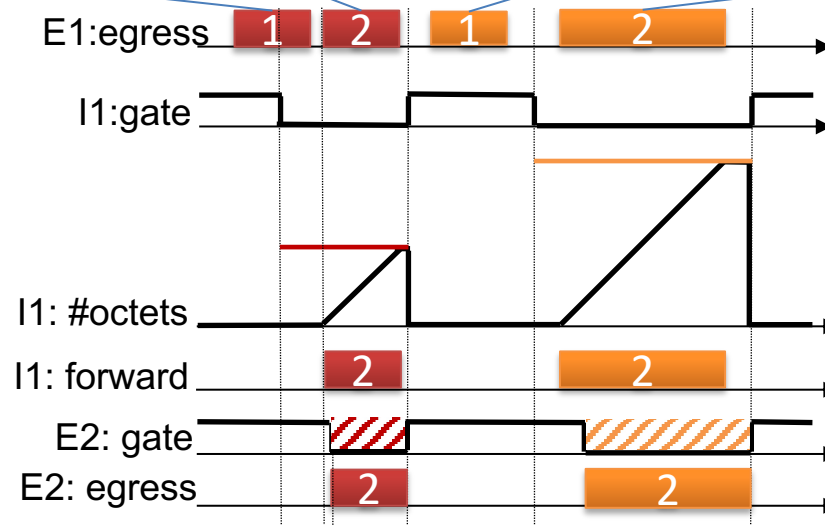 E1:egress 1 2 1 2
I1:gate
I1: #octets
I1: forward 2 2
E2: gate
E2: egress 2 2